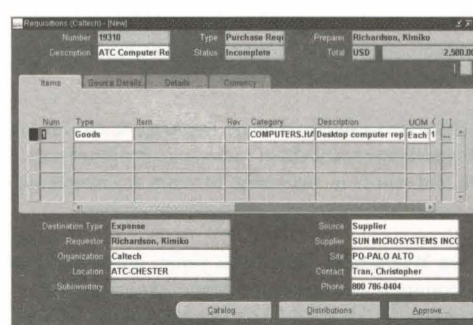 Requisitions (Caltech) - [New]
Number 19310 Type Purchase Requi Preparer Richardson, Kimiko
Description ATC Computer Re Status Incomplete Total USD 2,500.00
Items Source Details Details Currency
Num Type Item Rev Category Description UOM
1 Goods COMPUTERS.HA Desktop computer rep Each 1 ...
Destination Type Expense Source Supplier
Requestor Richardson, Kimiko Supplier SUN MICROSYSTEMS INCO
Organization Caltech Site PO-PALO ALTO
Location ATC-CHESTER Contact Tran, Christopher
Subinventory Phone 800 786-0404
Catalog Distributions Approve...